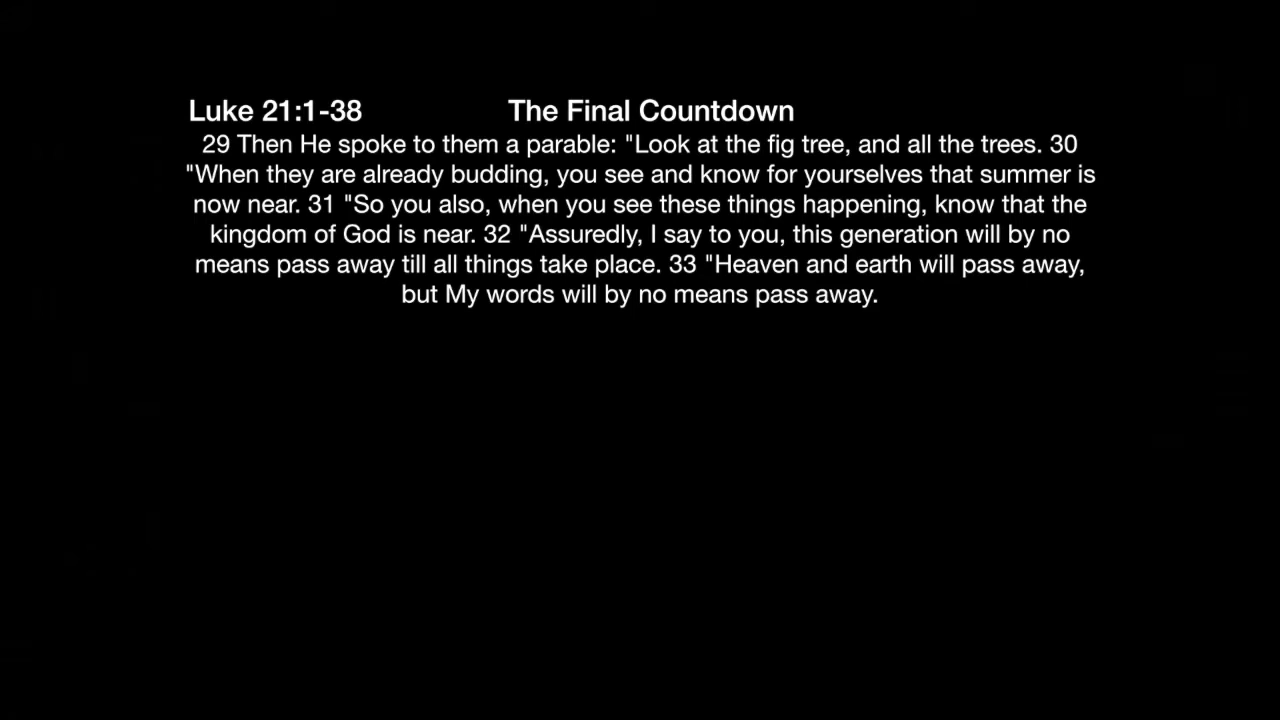 Luke 21:1-38 The Final Countdown
29 Then He spoke to them a parable: "Look at the fig tree, and all the trees. 30
"When they are already budding, you see and know for yourselves that summer is
now near. 31 "So you also, when you see these things happening, know that the
kingdom of God is near. 32 "Assuredly, I say to you, this generation will by no
means pass away till all things take place. 33 "Heaven and earth will pass away,
but My words will by no means pass away.